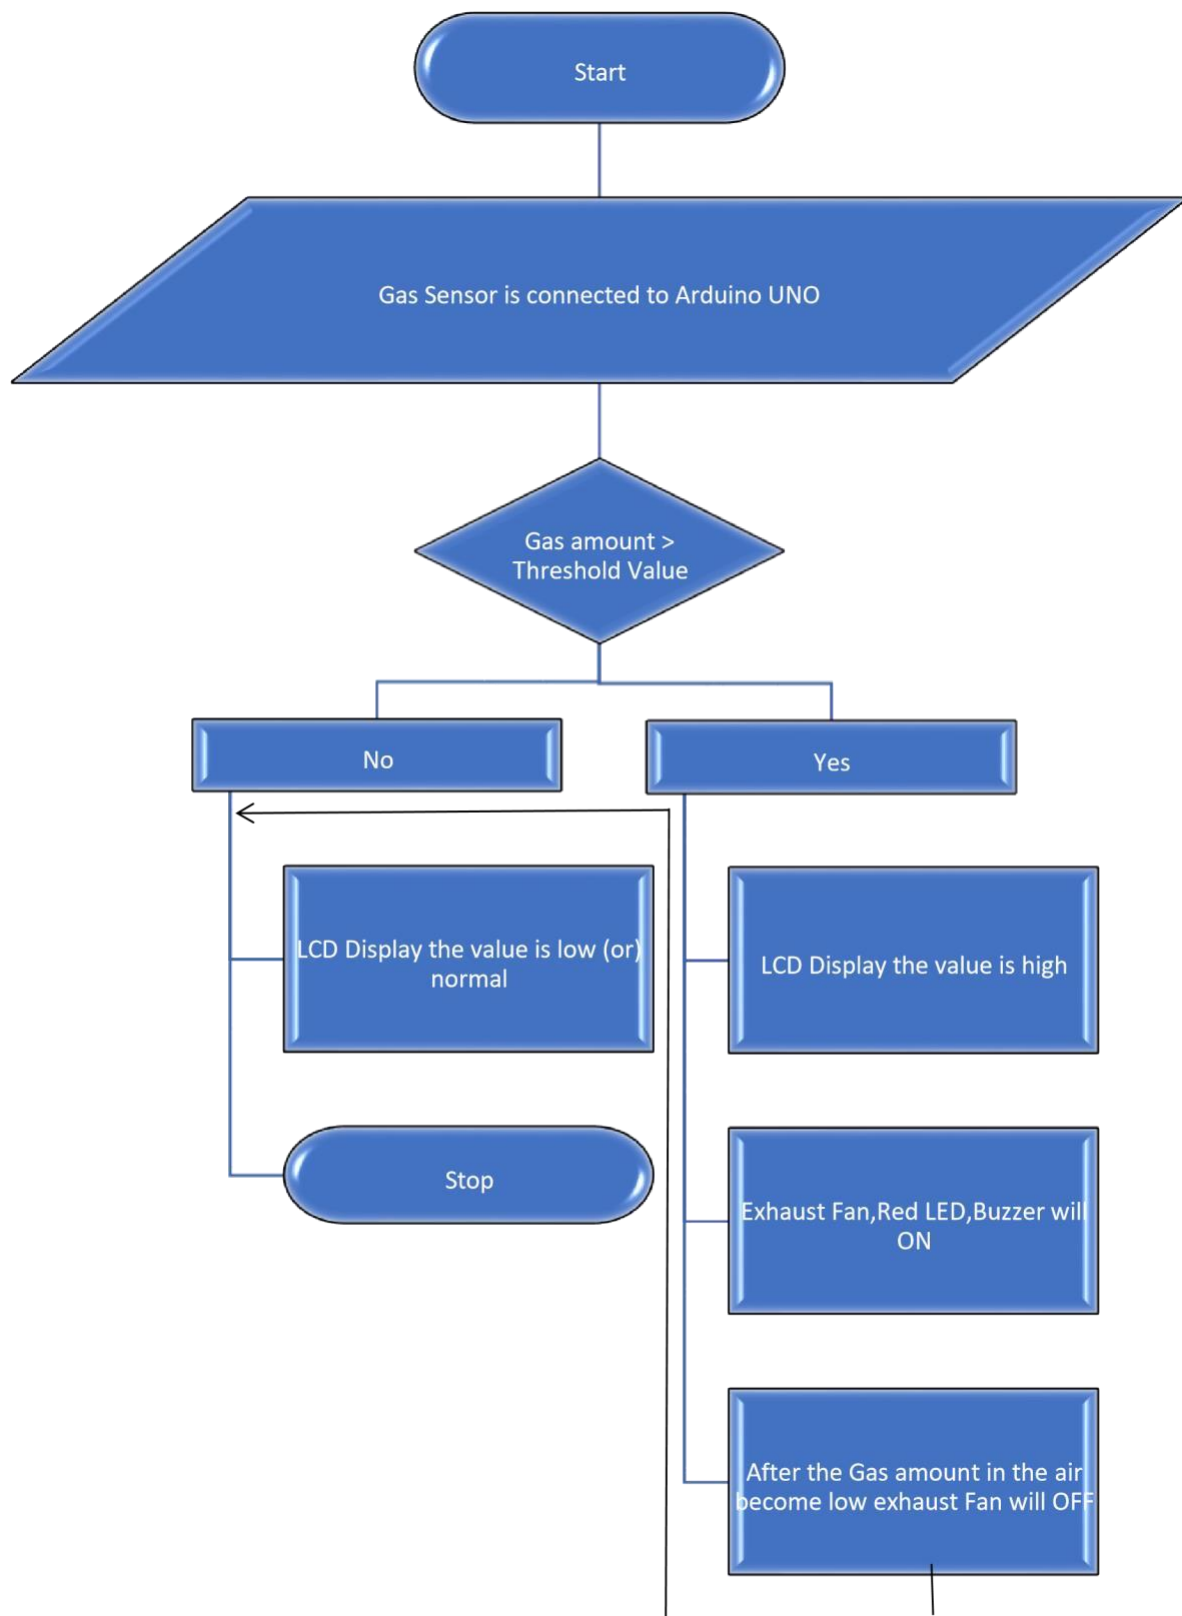 Start
Gas Sensor is connected to Arduino UNO
Gas amount >
Threshold Value
No
Yes
LCD Display the value is low (or)
normal
LCD Display the value is high
Stop
Exhaust Fan,Red LED,Buzzer will
ON
After the Gas amount in the air
become low exhaust Fan will OFF